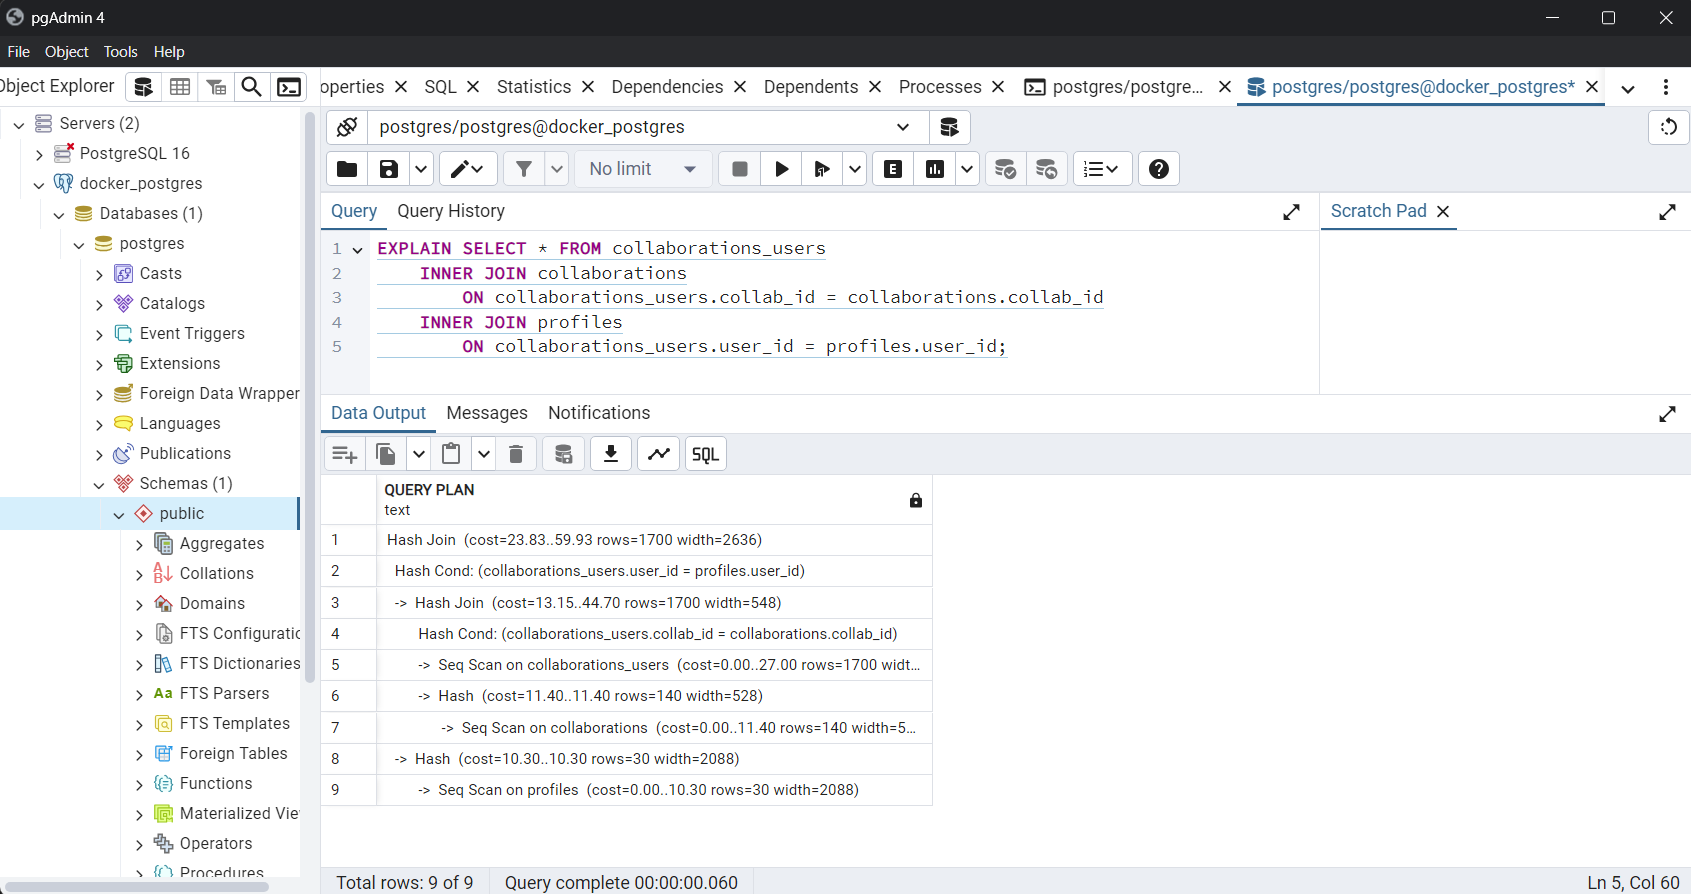 pgAdmin 4
File Object Tools Help
Object Explorer
operties SQL Statistics Dependencies Dependents Processes postgres/postgre... postgres/postgres@docker_postgres*
Servers (2)
PostgreSQL 16
docker_postgres
Databases (1)
postgres
Casts
Catalogs
Event Triggers
Extensions
Foreign Data Wrapper
Languages
Publications
Schemas (1)
public
Aggregates
Collations
Domains
FTS Configuratio
FTS Dictionaries
Aa FTS Parsers
FTS Templates
Foreign Tables
Functions
Materialized Vie
Operators
Procedures
postgres/postgres@docker_postgres
No limit E
Query Query History
Scratch Pad
1 EXPLAIN SELECT * FROM collaborations_users
2 INNER JOIN collaborations
3 ON collaborations_users.collab_id = collaborations.collab_id
4 INNER JOIN profiles
5 ON collaborations_users.user_id = profiles.user_id;
Data Output Messages Notifications
SQL
QUERY PLAN
text
1 Hash Join (cost=23.83..59.93 rows=1700 width=2636)
2 Hash Cond: (collaborations_users.user_id = profiles.user_id)
3 -> Hash Join (cost=13.15..44.70 rows=1700 width=548)
4 Hash Cond: (collaborations_users.collab_id = collaborations.collab_id)
5 -> Seq Scan on collaborations_users (cost=0.00..27.00 rows=1700 widt...
6 -> Hash (cost=11.40..11.40 rows=140 width=528)
7 -> Seq Scan on collaborations (cost=0.00..11.40 rows=140 width=5...
8 -> Hash (cost=10.30..10.30 rows=30 width=2088)
9 -> Seq Scan on profiles (cost=0.00..10.30 rows=30 width=2088)
Total rows: 9 of 9 Query complete 00:00:00.060 Ln 5, Col 60